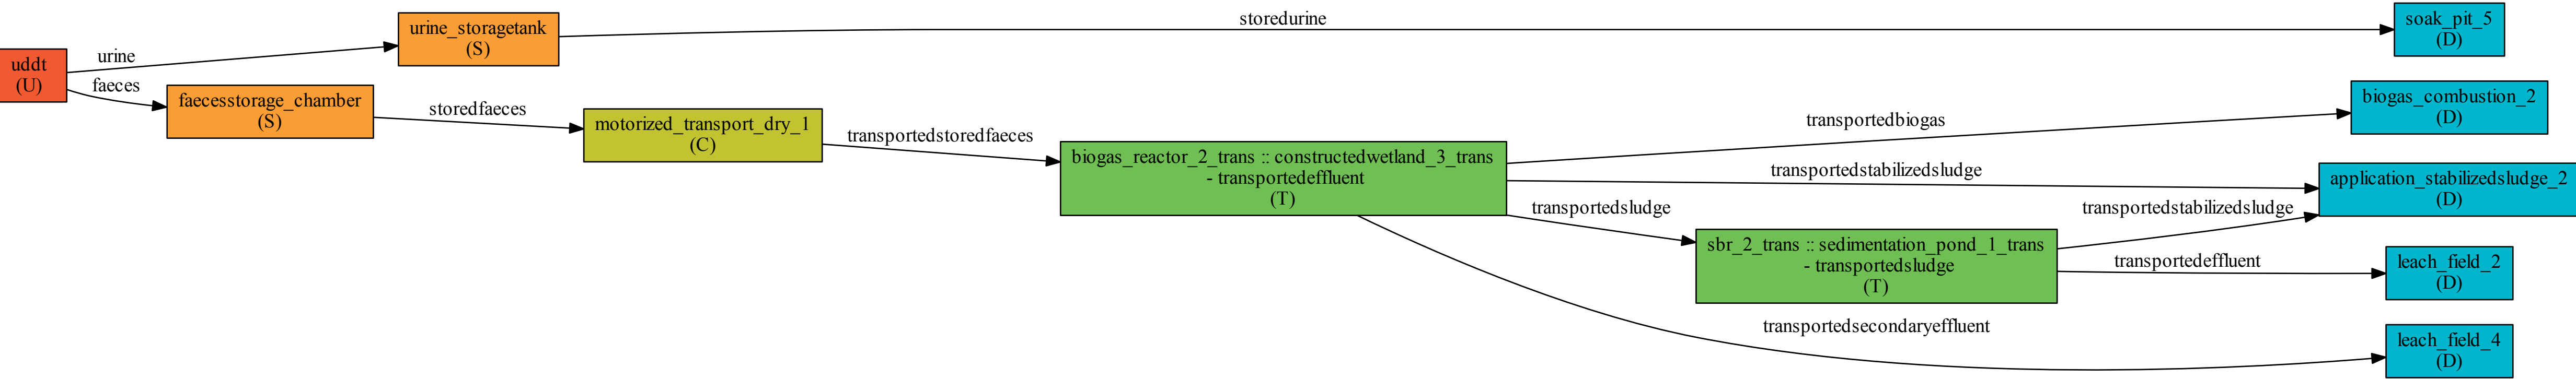 uddt
(U)
urine
faeces
urine_storagetank
(S)
faecesstorage_chamber
(S)
storedurine
storedfaeces
motorized_transport_dry_1
(C)
transportedstoredfaeces
biogas_reactor_2_trans :: constructedwetland_3_trans
- transportedeffluent
(T)
transportedbiogas
transportedstabilizedsludge
transportedsludge
transportedsecondaryeffluent
sbr_2_trans :: sedimentation_pond_1_trans
- transportedsludge
(T)
transportedstabilizedsludge
transportedeffluent
soak_pit_5
(D)
biogas_combustion_2
(D)
application_stabilizedsludge_2
(D)
leach_field_2
(D)
leach_field_4
(D)